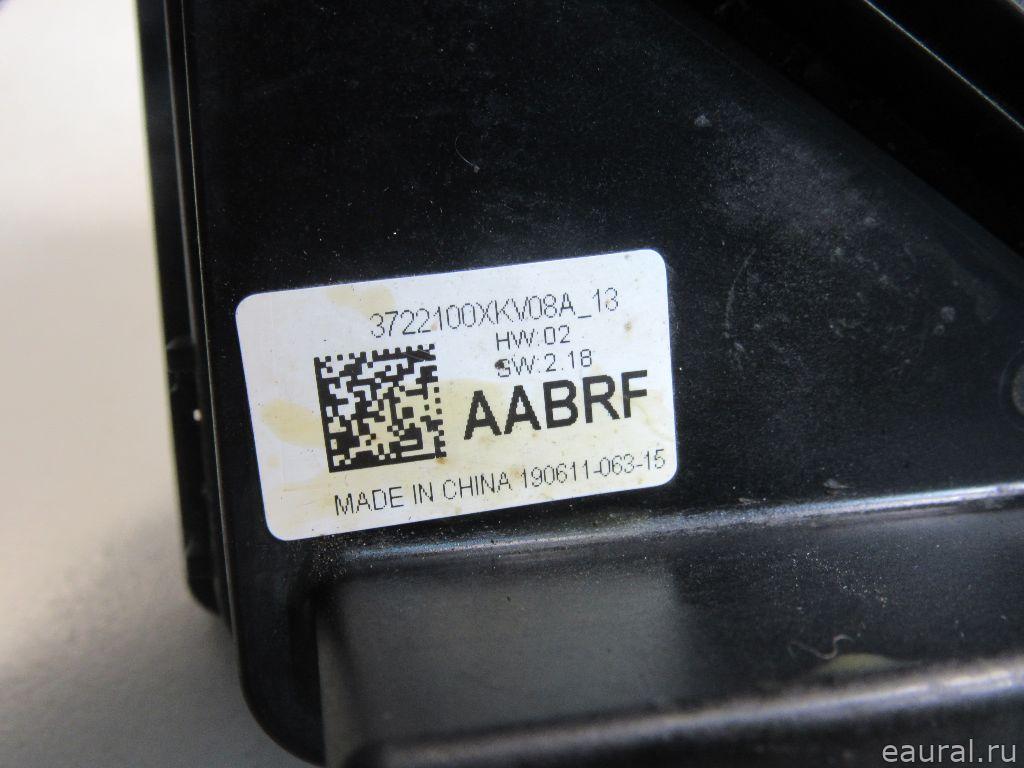 3722100XKV08A_13
HW:02
SW:2.18
AABRF
MADE IN CHINA 190611-063-15
eaural.ru